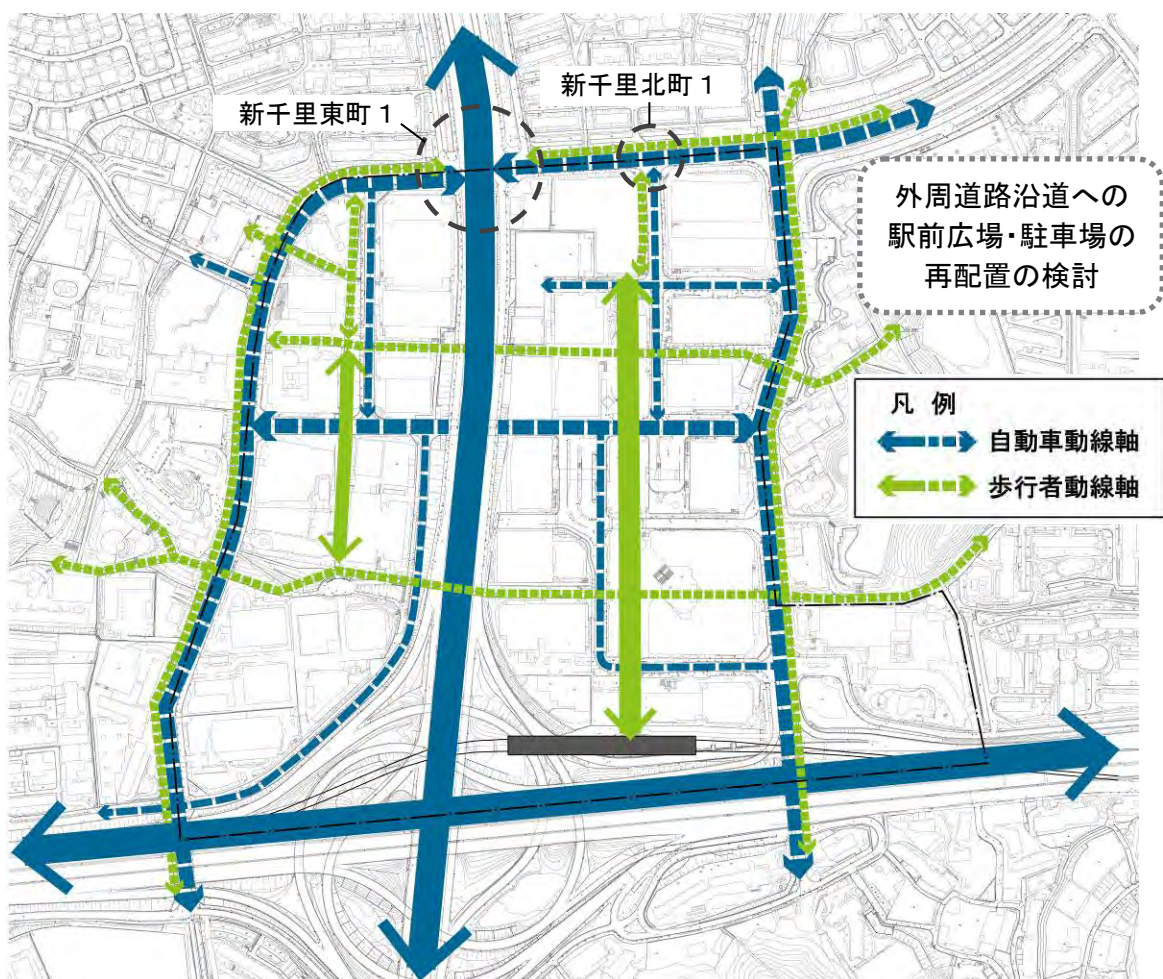 新千里東町1
新千里北町1
外周道路沿道への
駅前広場・駐車場の
再配置の検討
凡 例
自動車動線軸
歩行者動線軸